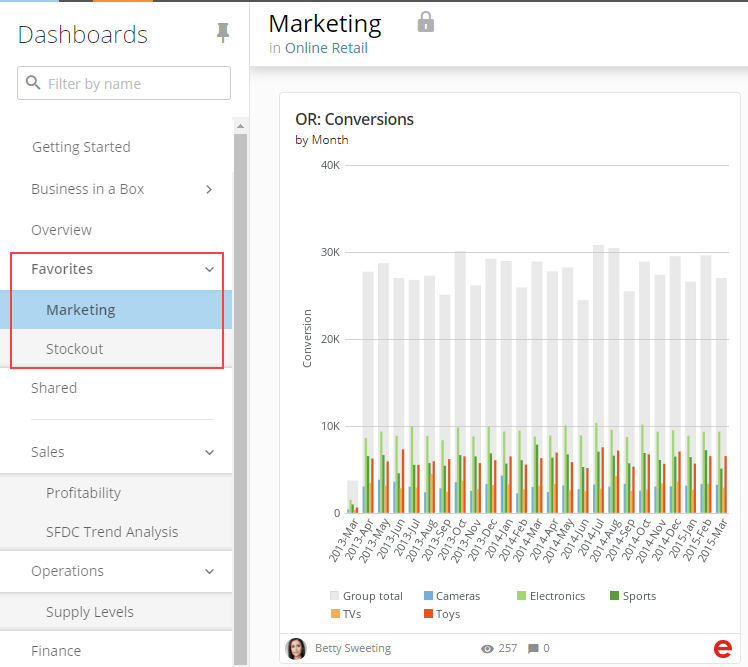 Dashboards
Filter by name
Getting Started
Business in a Box
Overview
Favorites
Marketing
Stockout
Shared
Sales
Profitability
SFDC Trend Analysis
Operations
Supply Levels
Finance
Marketing
in Online Retail
OR: Conversions
by Month
40K
30K
20K
10K
0
Conversion
2013-Mar
2013-Apr
2013-May
2013-Jun
2013-Jul
2013-Aug
2013-Sep
2013-Oct
2013-Nov
2013-Dec
2014-Jan
2014-Feb
2014-Mar
2014-Apr
2014-May
2014-Jun
2014-Jul
2014-Aug
2014-Sep
2014-Oct
2014-Nov
2014-Dec
2015-Jan
2015-Feb
2015-Mar
Group total Cameras Electronics Sports
TVs Toys
Betty Sweeting 257 0
e